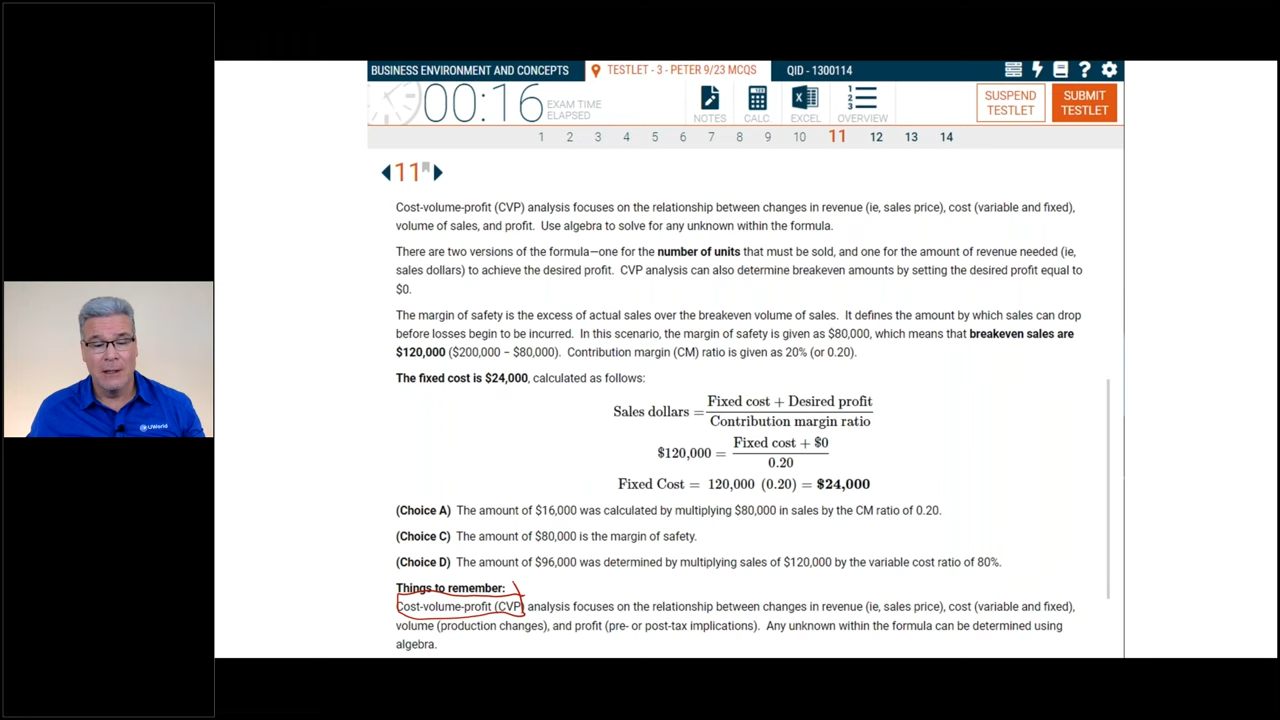 BUSINESS ENVIRONMENT AND CONCEPTS
TESTLET - 3 - PETER 9/23 MCQS
QID - 1300114
00:16 EXAM TIME
ELAPSED
NOTES
CALC.
EXCEL
1
2
3
OVERVIEW
SUSPEND
TESTLET
SUBMIT
TESTLET
1 2 3 4 5 6 7 8 9 10 11 12 13 14
11
Cost-volume-profit (CVP) analysis focuses on the relationship between changes in revenue (ie, sales price), cost (variable and fixed),
volume of sales, and profit. Use algebra to solve for any unknown within the formula.
There are two versions of the formula—one for the number of units that must be sold, and one for the amount of revenue needed (ie,
sales dollars) to achieve the desired profit. CVP analysis can also determine breakeven amounts by setting the desired profit equal to
$0.
The margin of safety is the excess of actual sales over the breakeven volume of sales. It defines the amount by which sales can drop
before losses begin to be incurred. In this scenario, the margin of safety is given as $80,000, which means that breakeven sales are
$120,000 ($200,000 − $80,000). Contribution margin (CM) ratio is given as 20% (or 0.20).
The fixed cost is $24,000, calculated as follows:
Fixed cost + Desired profit
Sales dollars =
Contribution margin ratio
Fixed cost + $0
$120,000 =
0.20
Fixed Cost = 120,000 (0.20) = $24,000
(Choice A) The amount of $16,000 was calculated by multiplying $80,000 in sales by the CM ratio of 0.20.
(Choice C) The amount of $80,000 is the margin of safety.
(Choice D) The amount of $96,000 was determined by multiplying sales of $120,000 by the variable cost ratio of 80%.
Things to remember:
Cost-volume-profit (CVP) analysis focuses on the relationship between changes in revenue (ie, sales price), cost (variable and fixed),
volume (production changes), and profit (pre- or post-tax implications). Any unknown within the formula can be determined using
algebra.
UWorld